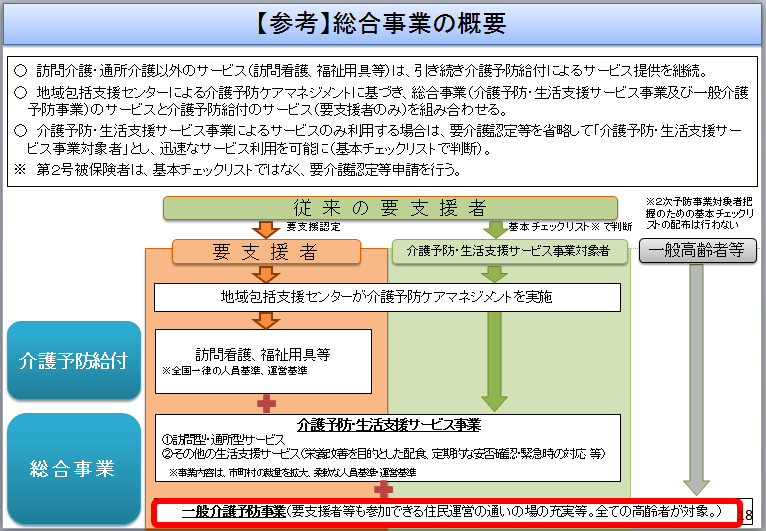 【参考】総合事業の概要
○ 訪問介護・通所介護以外のサービス(訪問看護、福祉用具等)は、引き続き介護予防給付によるサービス提供を継続。
○ 地域包括支援センターによる介護予防ケアマネジメントに基づき、総合事業(介護予防・生活支援サービス事業及び一般介護
予防事業)のサービスと介護予防給付のサービス(要支援者のみ)を組み合わせる。
○ 介護予防・生活支援サービス事業によるサービスのみ利用する場合は、要介護認定等を省略して「介護予防・生活支援サー
ビス事業対象者」とし、迅速なサービス利用を可能に(基本チェックリストで判断)。
※ 第2号被保険者は、基本チェックリストではなく、要介護認定等申請を行う。
従来の要支援者
※2次予防事業対象者把
握のための基本チェックリ
ストの配布は行わない
要支援認定
基本チェックリスト※で判断
要支援者
介護予防・生活支援サービス事業対象者
一般高齢者等
地域包括支援センターが介護予防ケアマネジメントを実施
介護予防給付
訪問看護、福祉用具等
※全国一律の人員基準、運営基準
総合事業
介護予防・生活支援サービス事業
①訪問型・通所型サービス
②その他の生活支援サービス(栄養改善を目的とした配食、定期的な安否確認・緊急時の対応 等)
※事業内容は、市町村の裁量を拡大、柔軟な人員基準・運営基準
一般介護予防事業(要支援者等も参加できる住民運営の通いの場の充実等。全ての高齢者が対象。)
18